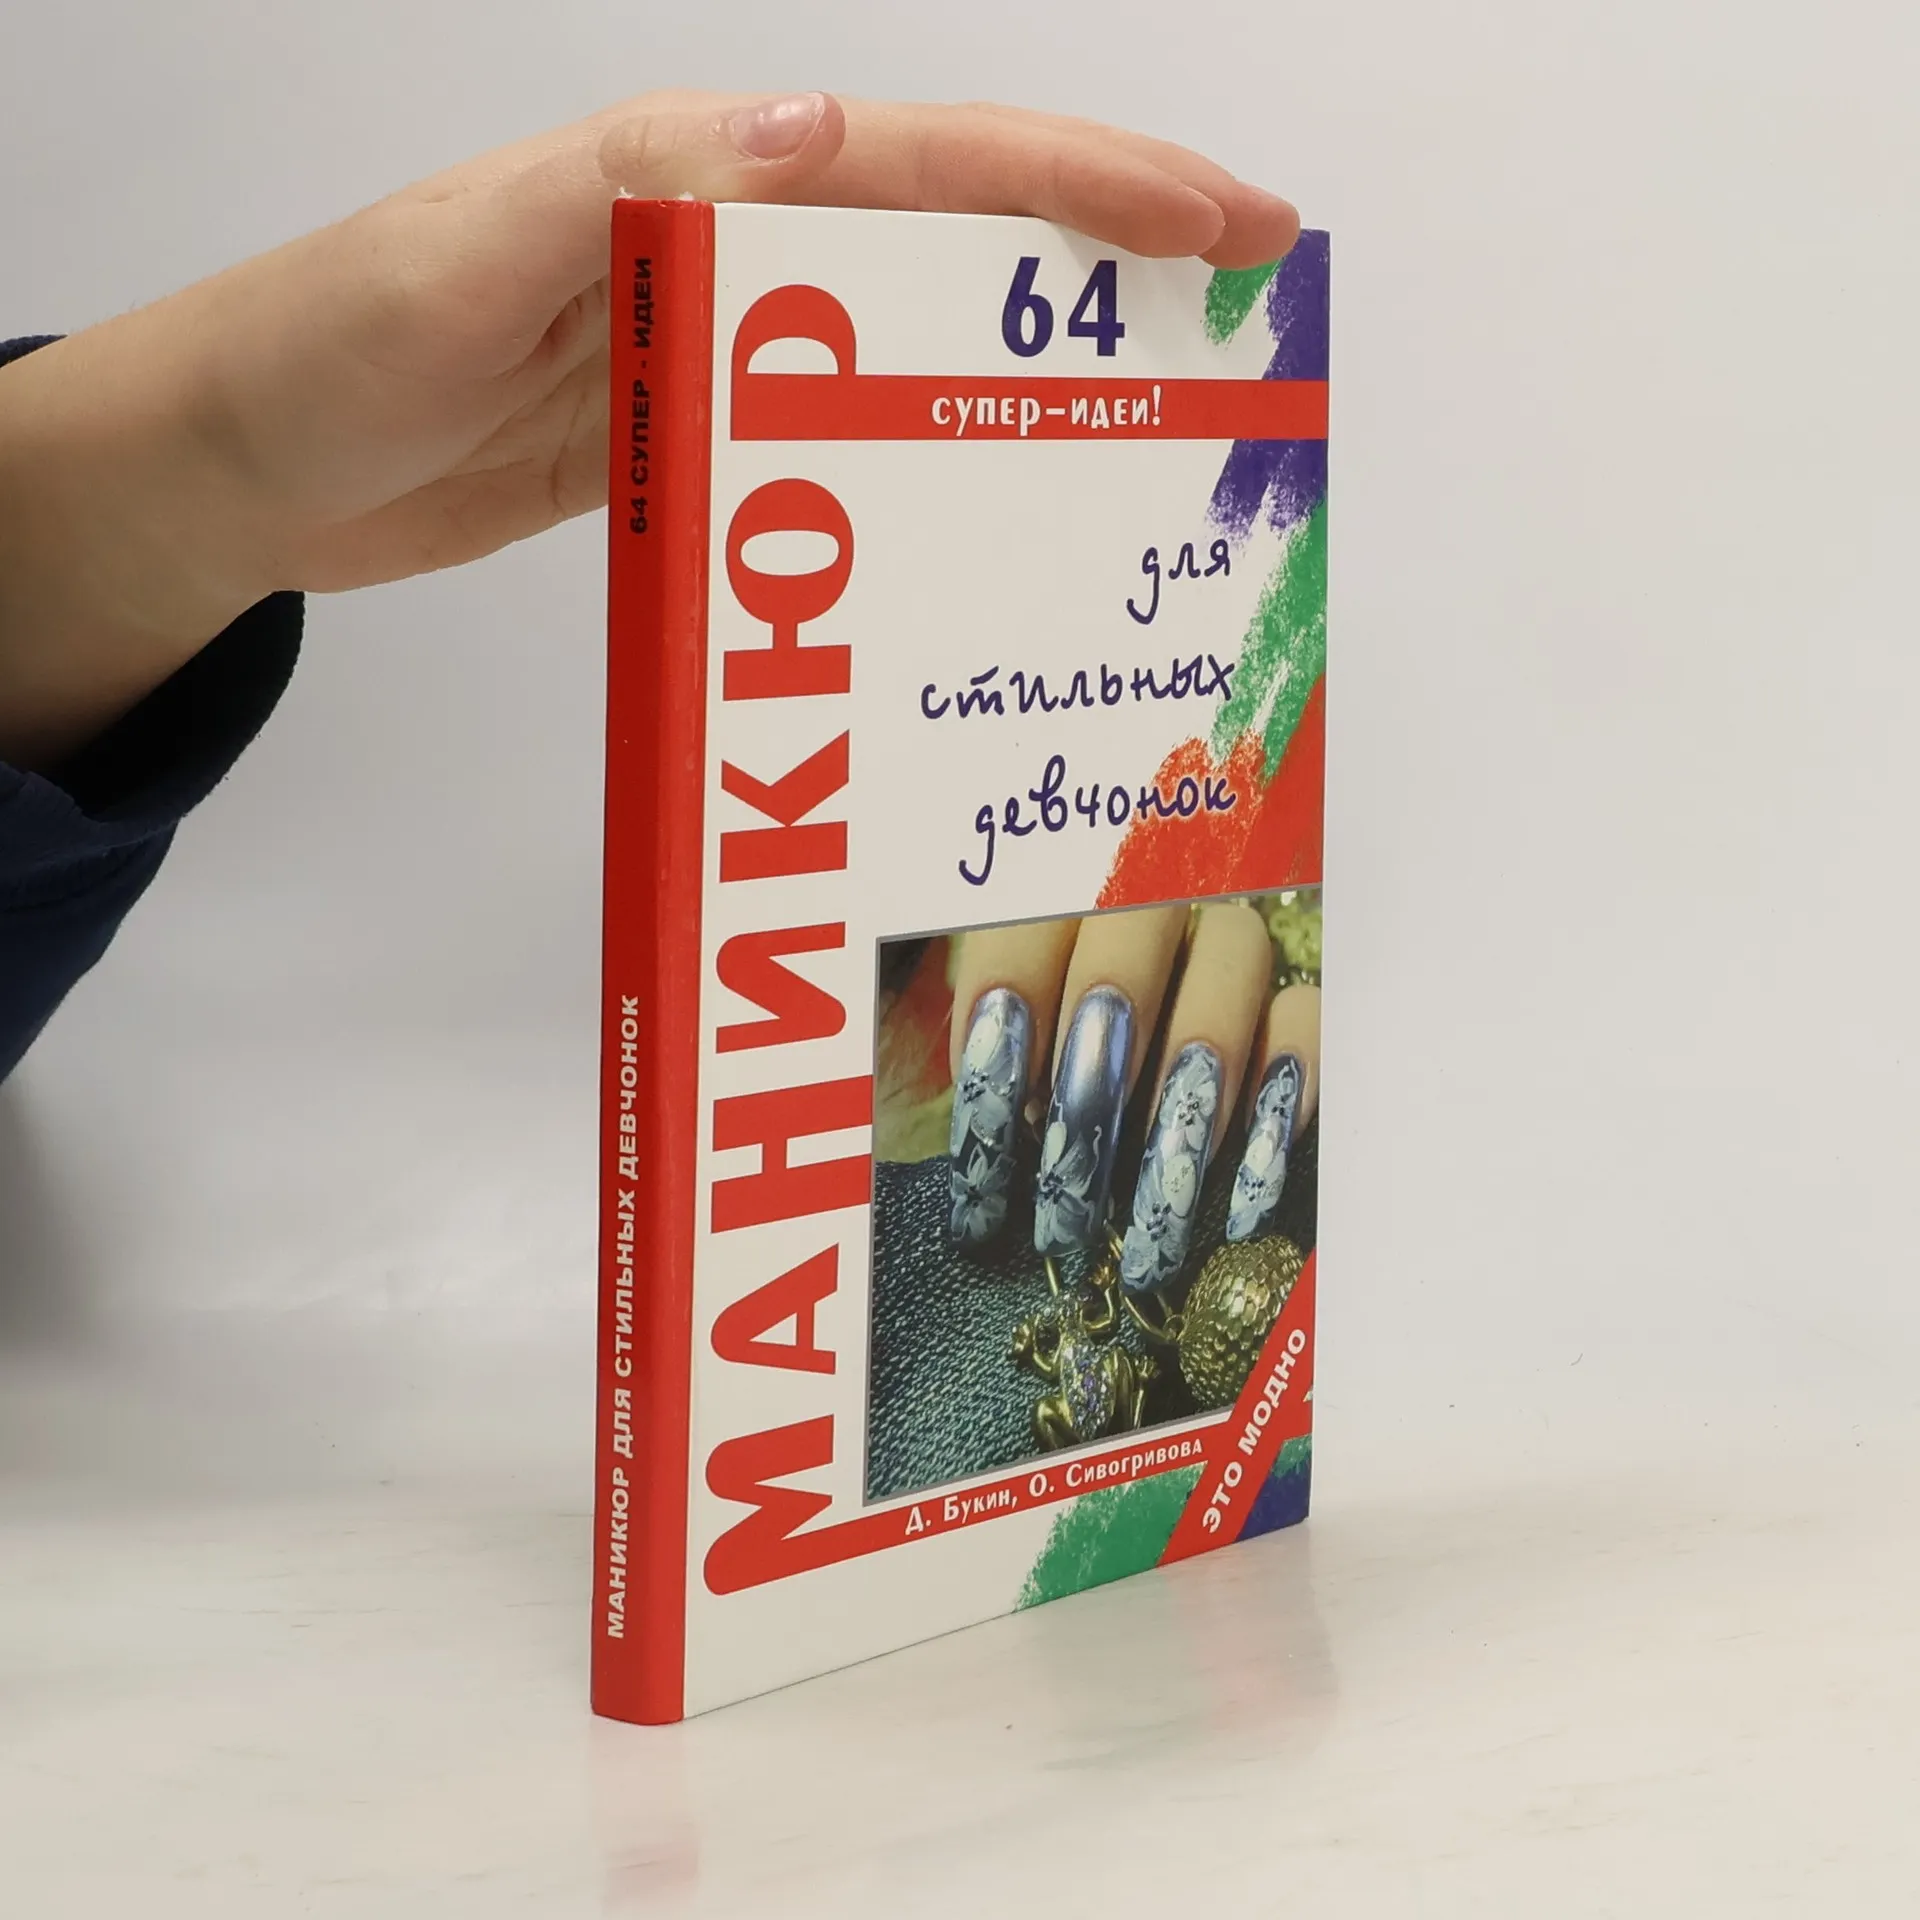 64 СУПЕР - ИДЕИ
МАНИКЮР ДЛЯ СТИЛЬНЫХ ДЕВЧОНОК
МАНИКЮР
64
СУПЕР-ИДЕИ!
для
стильных
девчонок
Д. Букин, О. Сивогривова
ЭТО МОДНО